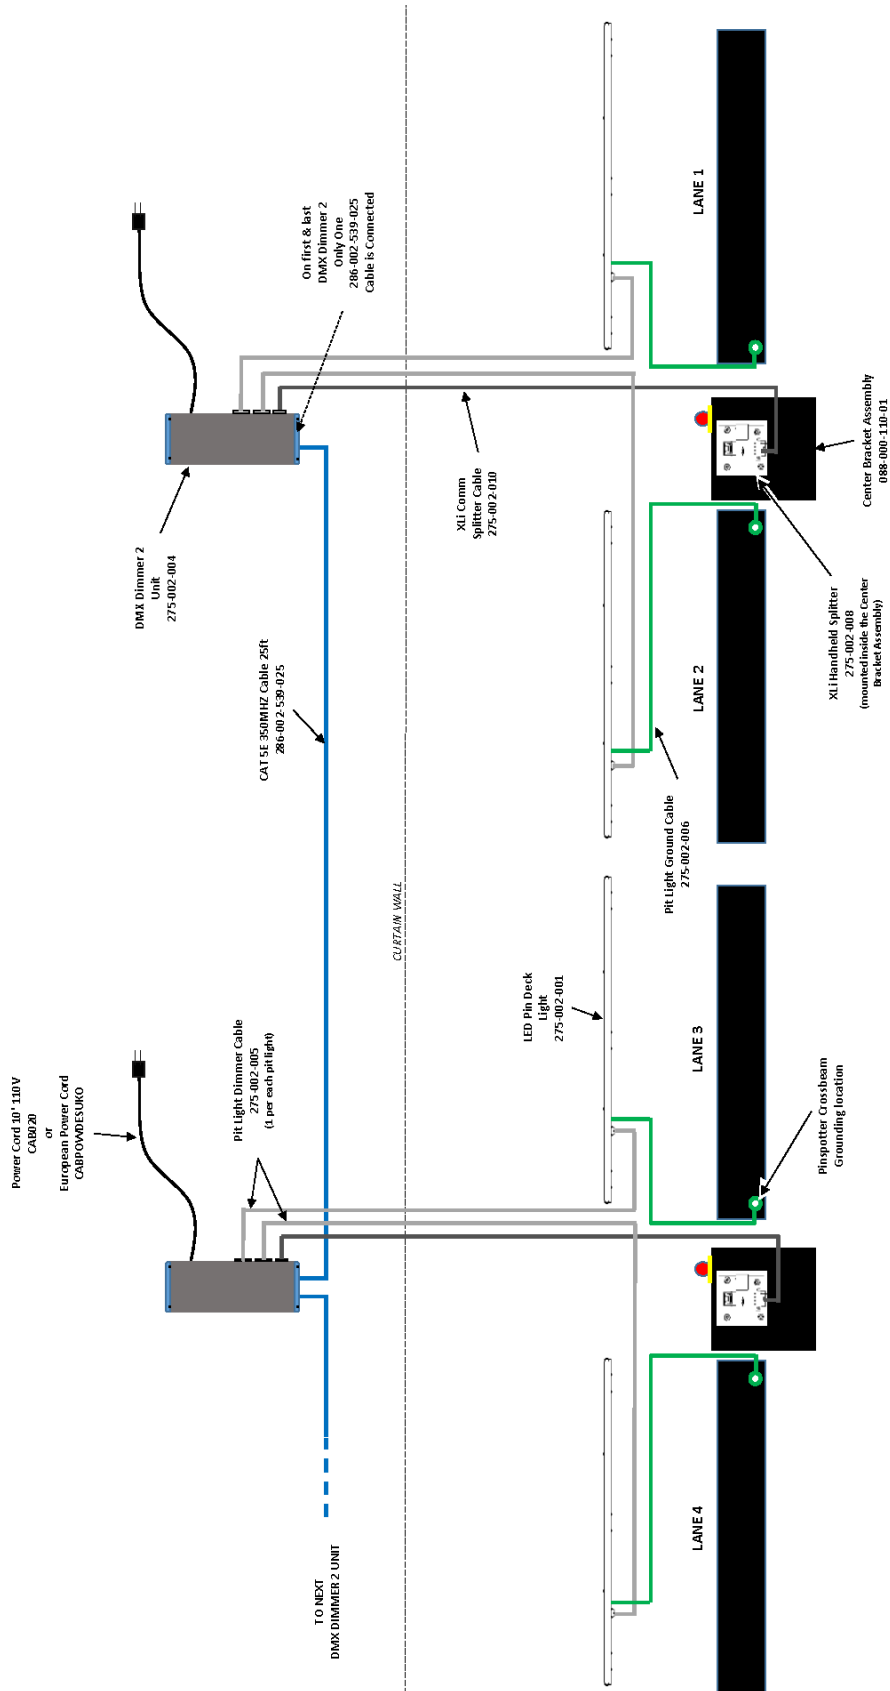 Power Cord 10' 110V
CAB020
or
European Power Cord
CABPOWDESUKO
Pit Light Dimmer Cable
275-002-005
(1 per each pit light)
TO NEXT
DMX DIMMER 2 UNIT
CAT 5E 350MHZ Cable 25ft
286-002-539-025
DMX Dimmer 2
Unit
275-002-004
On first & last
DMX Dimmer 2
Only One
286-002-539-025
Cable is Connected
CURTAIN WALL
XLi Comm
Splitter Cable
275-002-010
LED Pin Deck
Light
275-002-001
Pit Light Ground Cable
275-002-006
LANE 4
LANE 3
LANE 2
LANE 1
Pinspotter Crossbeam
Grounding location
XLi Handheld Splitter
275-002-008
(mounted inside the Center
Bracket Assembly)
Center Bracket Assembly
088-000-110-01